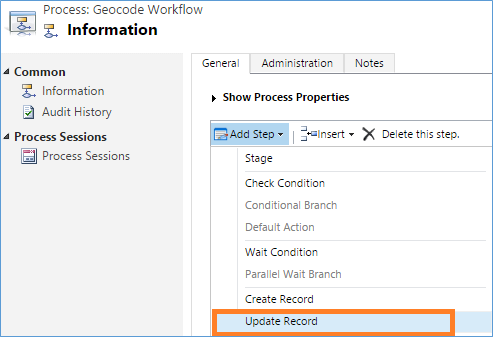 Process: Geocode Workflow
Information
Common
Information
Audit History
Process Sessions
Process Sessions
General
Administration
Notes
Show Process Properties
Add Step
Insert
Delete this step.
Stage
Check Condition
Conditional Branch
Default Action
Wait Condition
Parallel Wait Branch
Create Record
Update Record